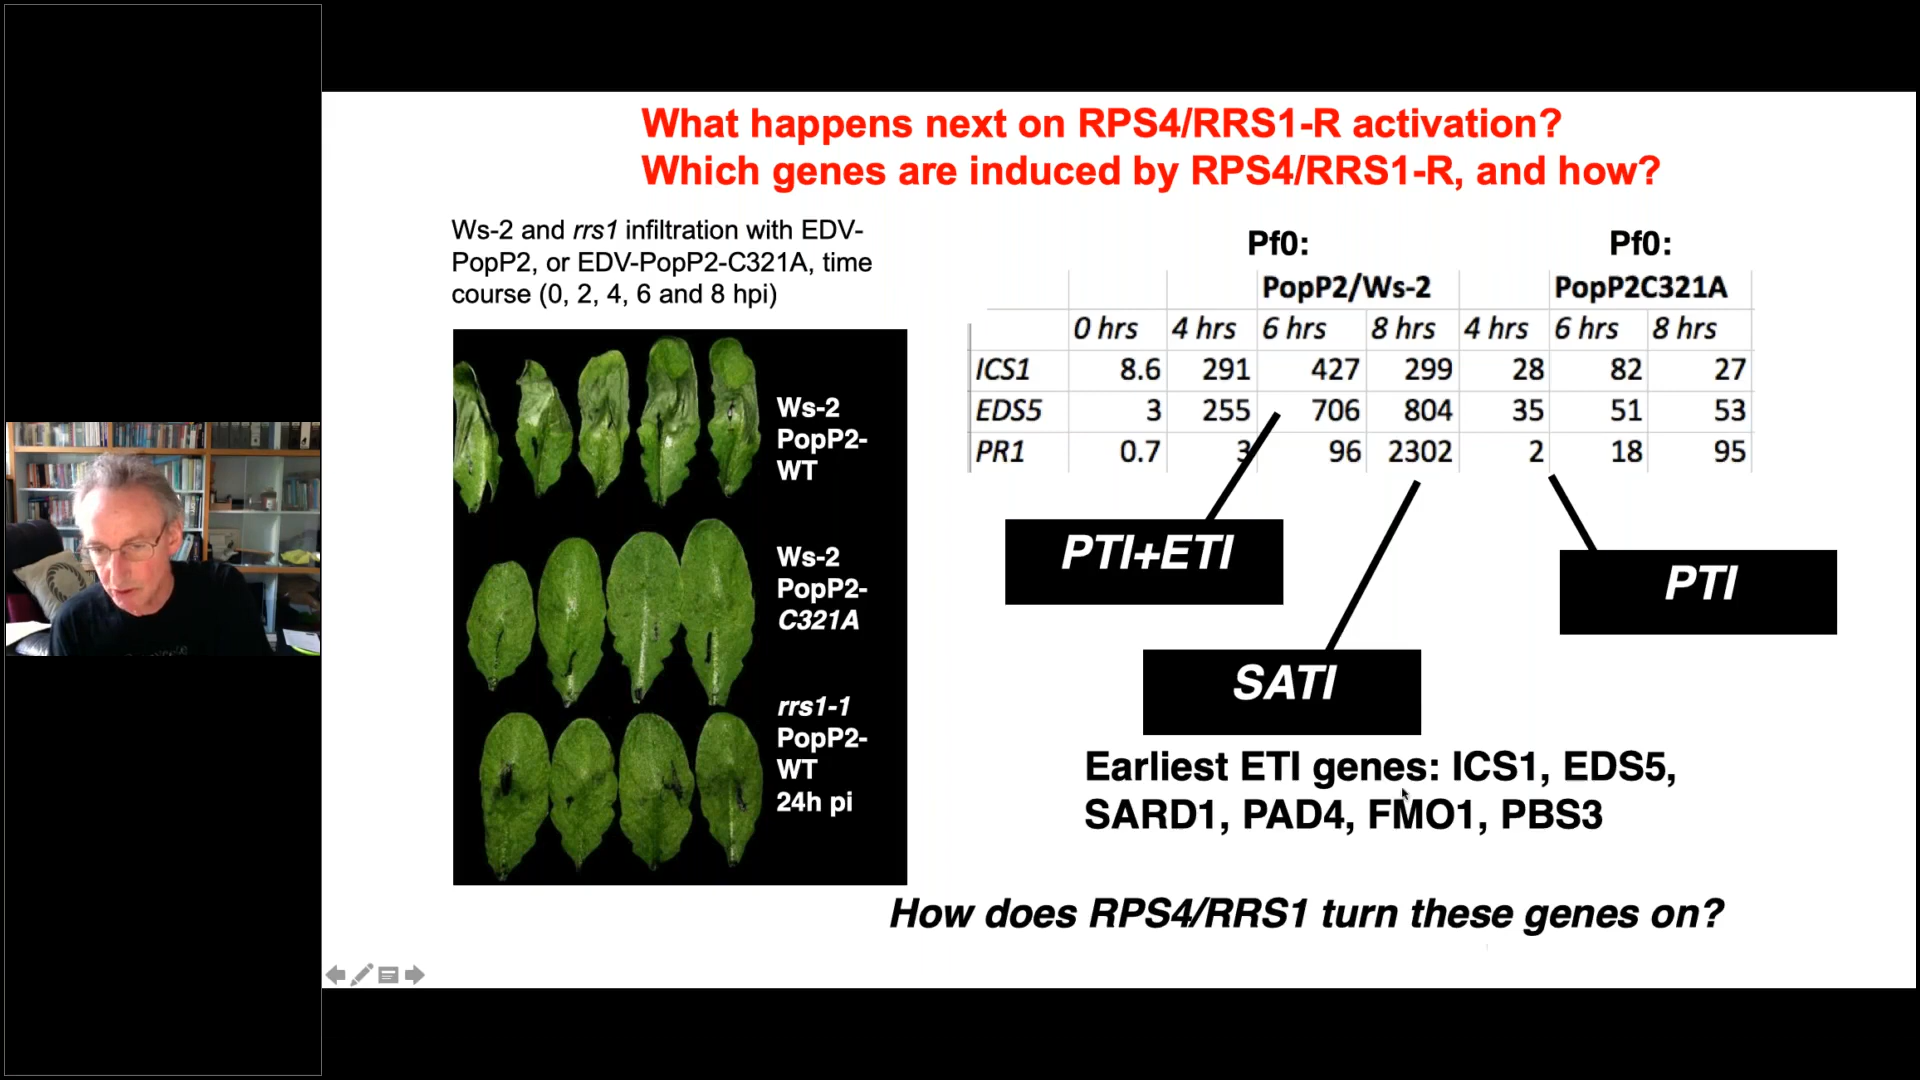 What happens next on RPS4/RRS1-R activation?
Which genes are induced by RPS4/RRS1-R, and how?
Ws-2 and rrs1 infiltration with EDV-
PopP2, or EDV-PopP2-C321A, time
course (0, 2, 4, 6 and 8 hpi)
Ws-2
PopP2-
WT
Ws-2
PopP2-
C321A
rrs1-1
PopP2-
WT
24h pi
Pf0: Pf0:
PopP2/Ws-2 PopP2C321A
0 hrs 4 hrs 6 hrs 8 hrs 4 hrs 6 hrs 8 hrs
ICS1 8.6 291 427 299 28 82 27
EDS5 3 255 706 804 35 51 53
PR1 0.7 3 96 2302 2 18 95
PTI+ETI
PTI
SATI
Earliest ETI genes: ICS1, EDS5,
SARD1, PAD4, FMO1, PBS3
How does RPS4/RRS1 turn these genes on?